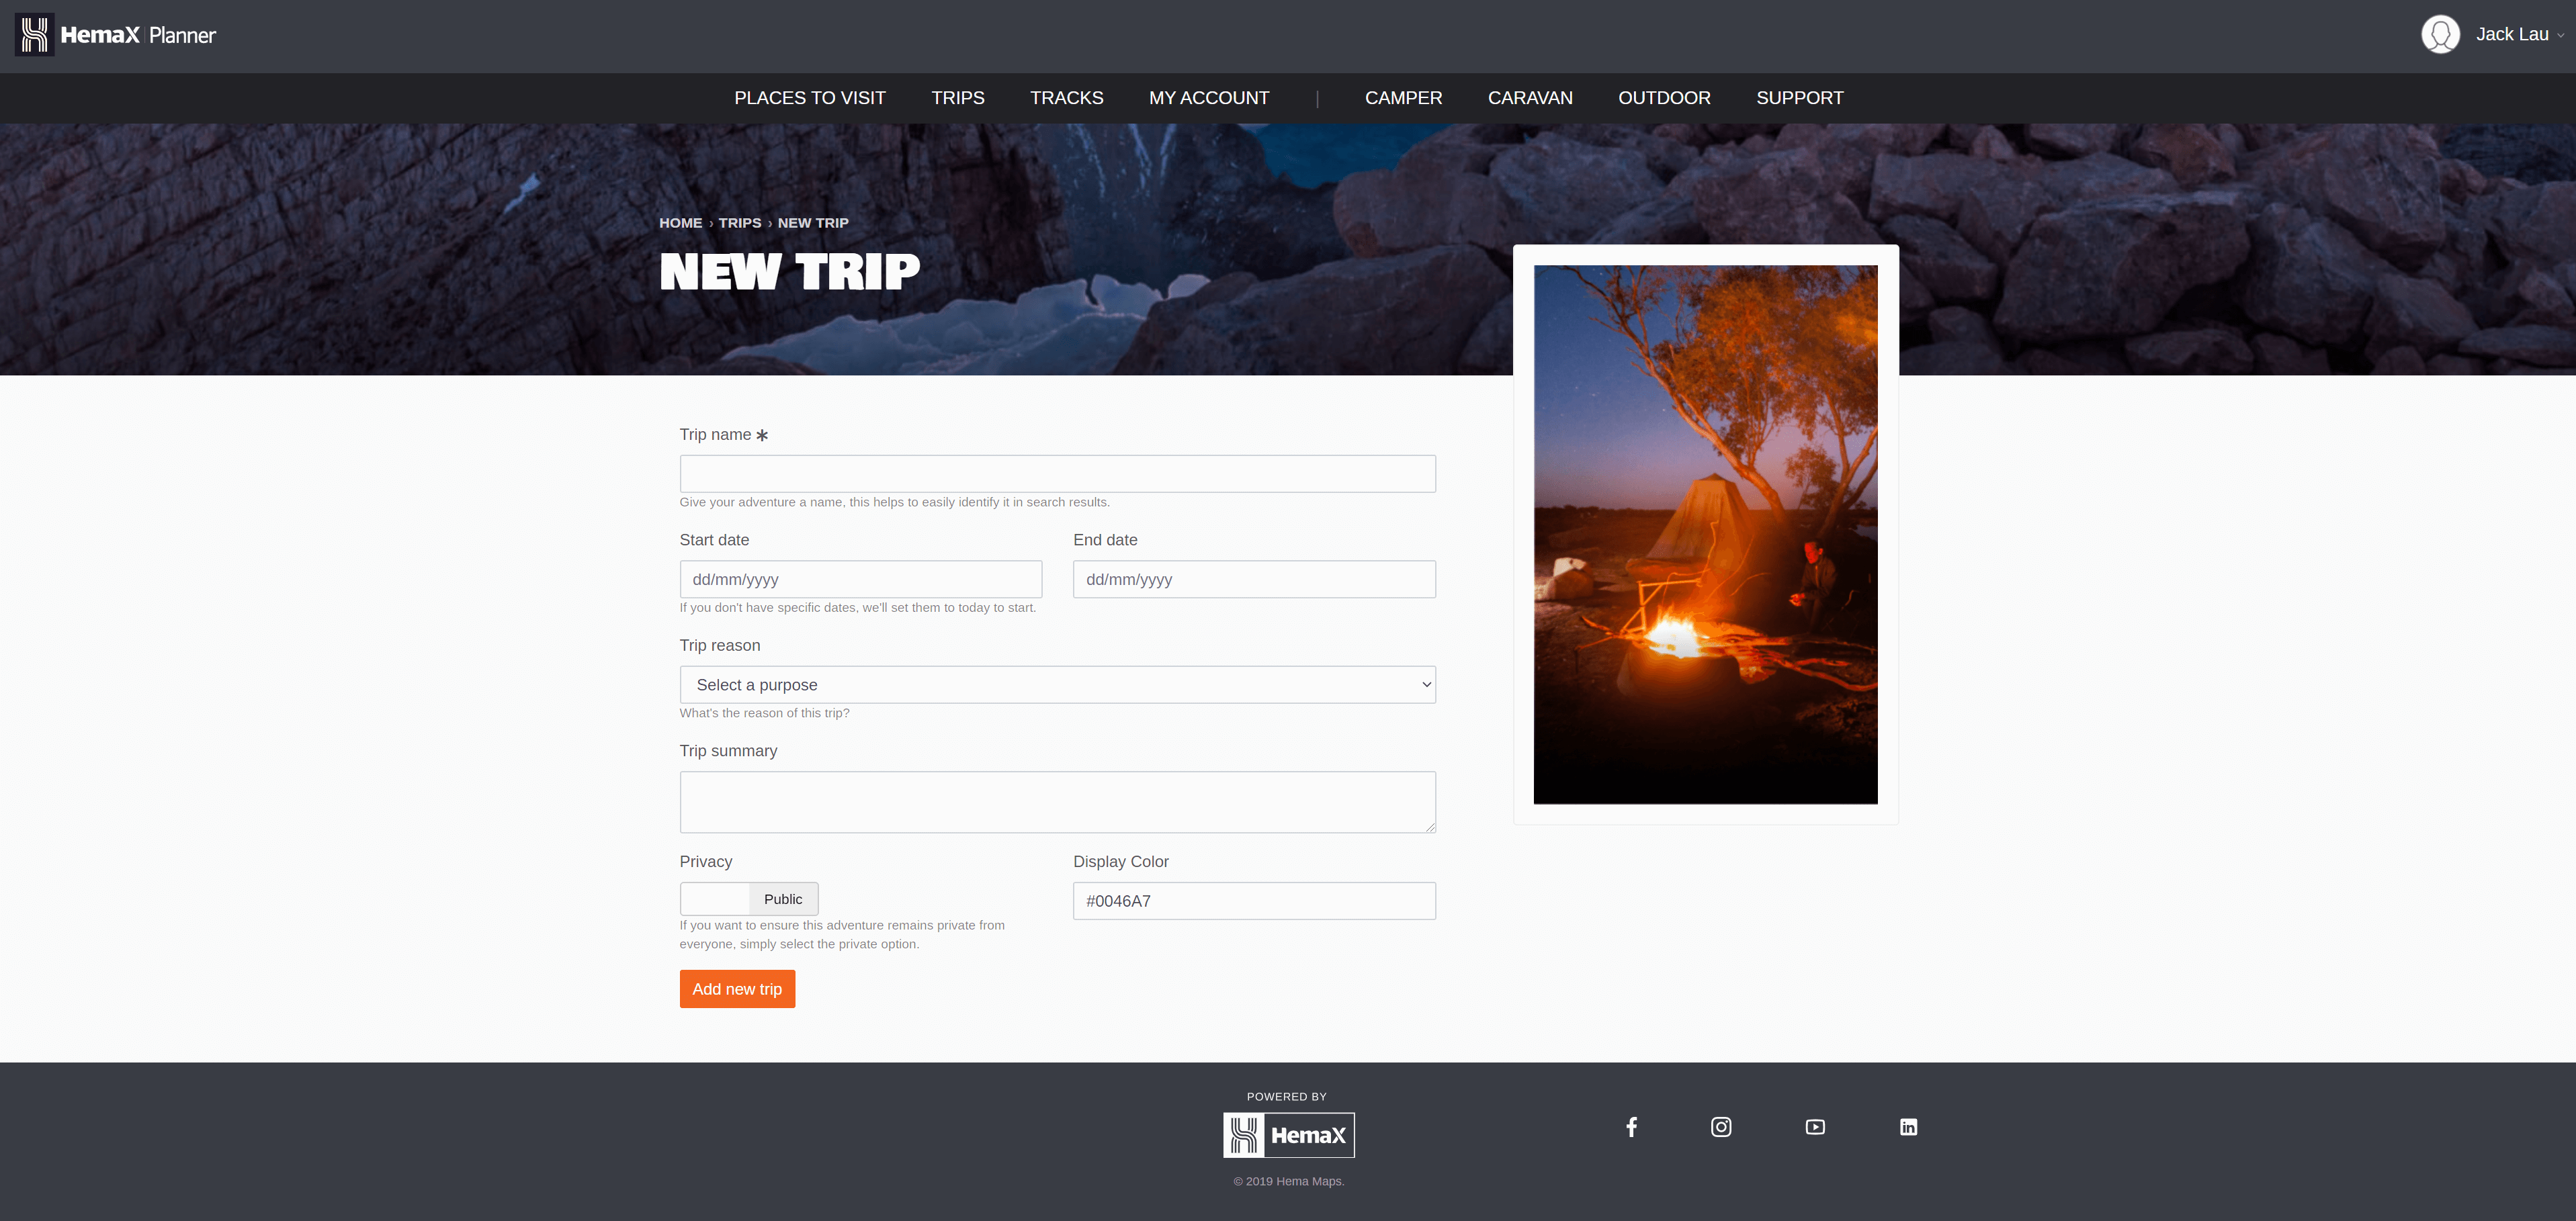 HemaX Planner
Jack Lau
PLACES TO VISIT TRIPS TRACKS MY ACCOUNT | CAMPER CARAVAN OUTDOOR SUPPORT
HOME › TRIPS › NEW TRIP
NEW TRIP
Trip name *
Give your adventure a name, this helps to easily identify it in search results.
Start date End date
dd/mm/yyyy dd/mm/yyyy
If you don't have specific dates, we'll set them to today to start.
Trip reason
Select a purpose
What's the reason of this trip?
Trip summary
Privacy Display Color
Public #0046A7
If you want to ensure this adventure remains private from
everyone, simply select the private option.
Add new trip
POWERED BY
HemaX
© 2019 Hema Maps.